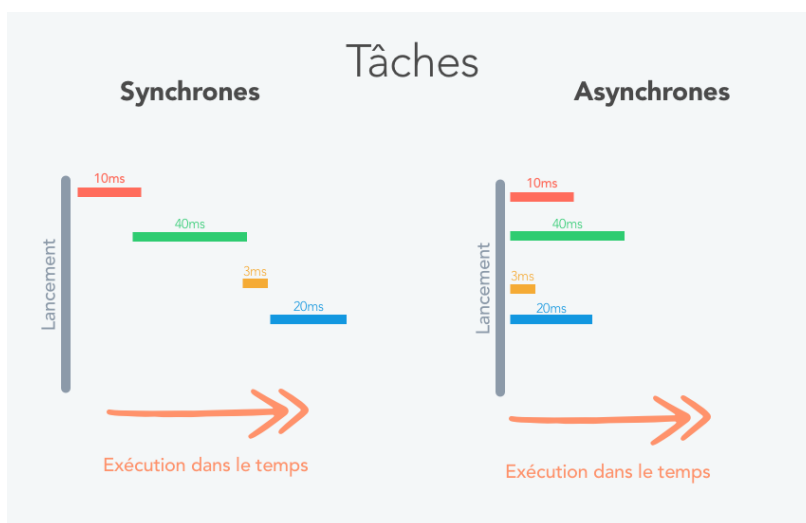 Tâches
Synchrones
Asynchrones
Lancement
10ms
40ms
3ms
20ms
Exécution dans le temps
Lancement
10ms
40ms
3ms
20ms
Exécution dans le temps